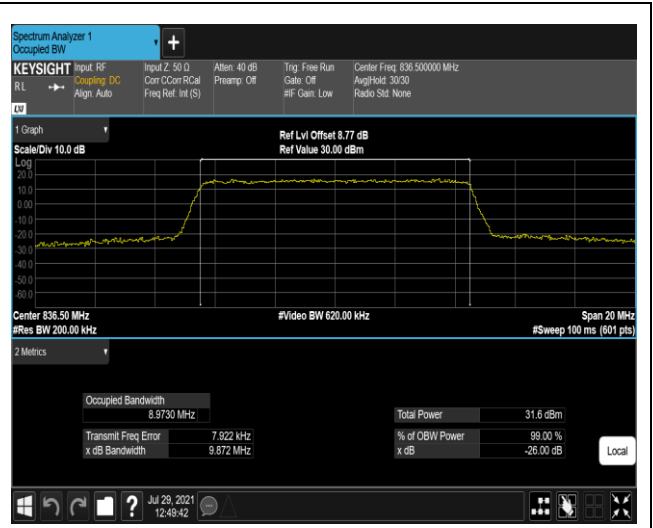 Spectrum Analyzer 1
Occupied BW
+
KEYSIGHT Input: RF Input Z: 50 Ω Atten: 40 dB Trig: Free Run Center Freq: 836.500000 MHz
RL Coupling: DC Corr CCorr RCal Preamp: Off Gate: Off Avg|Hold: 30/30
Align: Auto Freq Ref: Int (S) #IF Gain: Low Radio Std: None
LXI
1 Graph
Ref Lvl Offset 8.77 dB
Scale/Div 10.0 dB Ref Value 30.00 dBm
Log
20.0
10.0
0.00
-10.0
-20.0
-30.0
-40.0
-50.0
-60.0
Center 836.50 MHz #Video BW 620.00 kHz Span 20 MHz
#Res BW 200.00 kHz #Sweep 100 ms (601 pts)
2 Metrics
Occupied Bandwidth
8.9730 MHz Total Power 31.6 dBm
Transmit Freq Error 7.922 kHz % of OBW Power 99.00 %
x dB Bandwidth 9.872 MHz x dB -26.00 dB
Local
? Jul 29, 2021
12:49:42